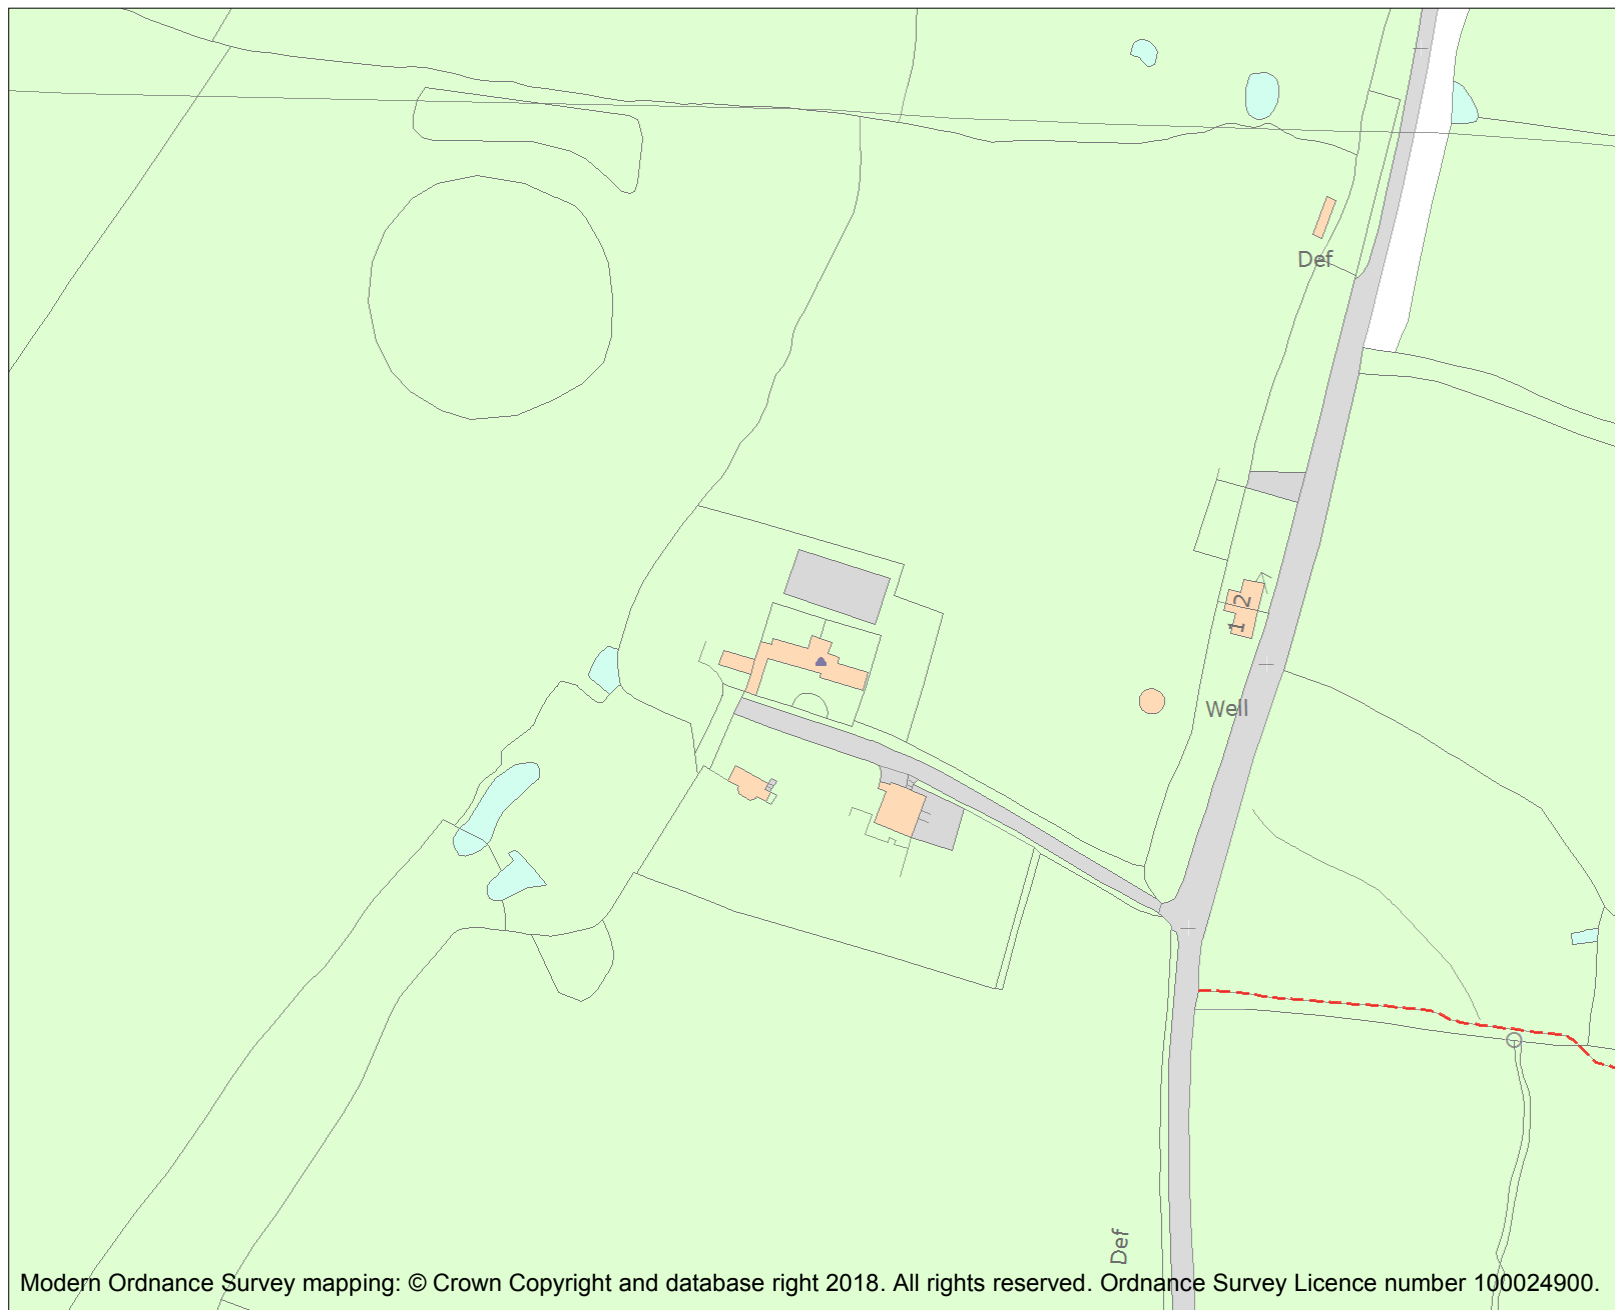 Def
2
1
Well
Def
Modern Ordnance Survey mapping: © Crown Copyright and database right 2018. All rights reserved. Ordnance Survey Licence number 100024900.